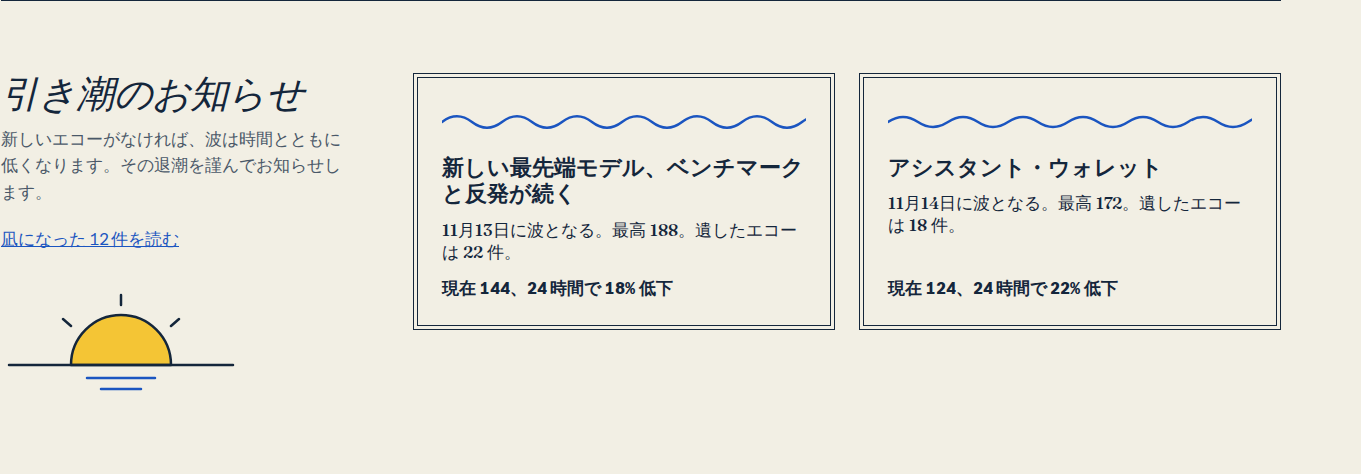 引き潮のお知らせ
新しいエコーがなければ、波は時間とともに
低くなります。その退潮を謹んでお知らせし
ます。
凪になった 12 件を読む
新しい最先端モデル、ベンチマーク
と反発が続く
11月13日に波となる。最高 188。遺したエコー
は 22 件。
現在 144、24 時間で 18% 低下
アシスタント・ウォレット
11月14日に波となる。最高 172。遺したエコー
は 18 件。
現在 124、24 時間で 22% 低下